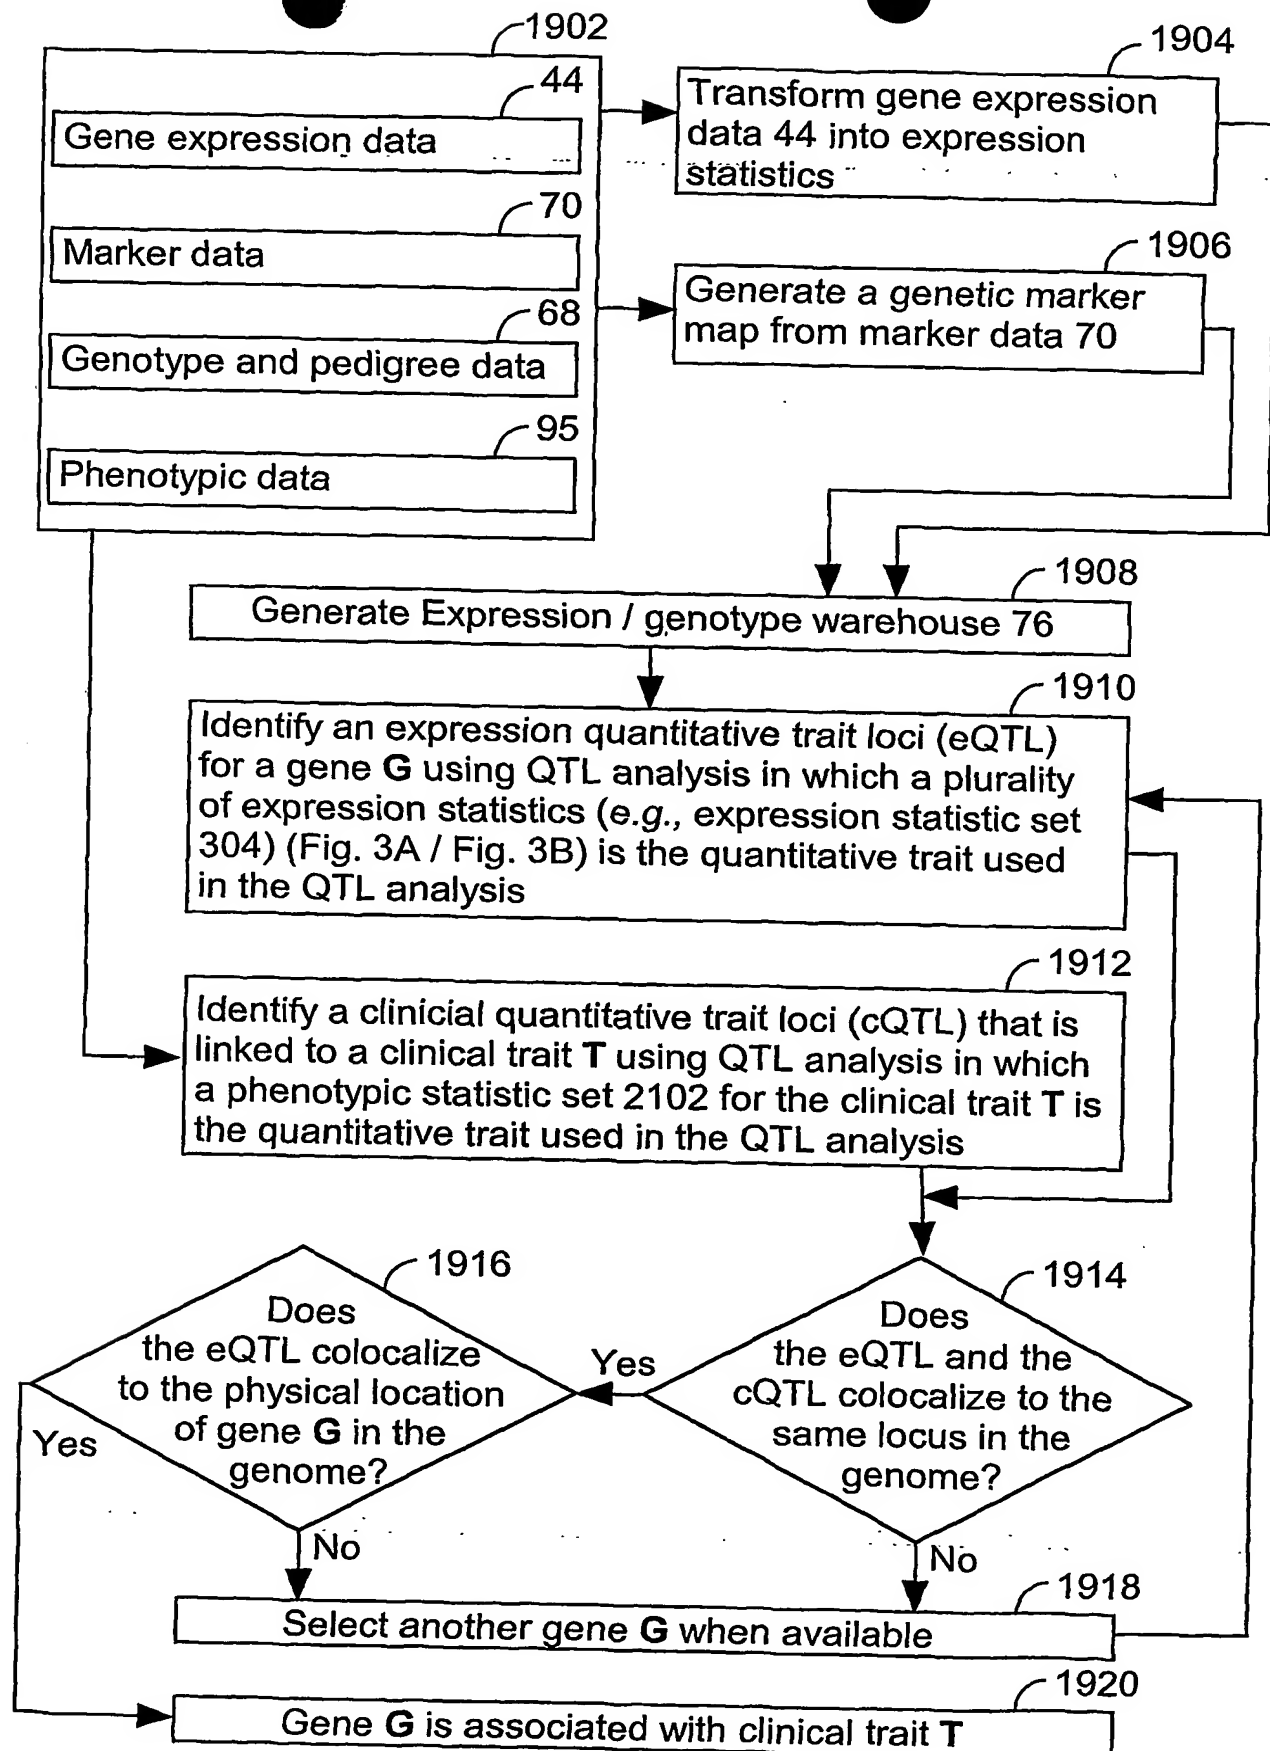 1902
44
Gene expression data
70
Marker data
68
Genotype and pedigree data
95
Phenotypic data
1904
Transform gene expression
data 44 into expression
statistics
1906
Generate a genetic marker
map from marker data 70
1908
Generate Expression / genotype warehouse 76
1910
Identify an expression quantitative trait loci (eQTL)
for a gene G using QTL analysis in which a plurality
of expression statistics (e.g., expression statistic set
304) (Fig. 3A / Fig. 3B) is the quantitative trait used
in the QTL analysis
1912
Identify a clinicial quantitative trait loci (cQTL) that is
linked to a clinical trait T using QTL analysis in which
a phenotypic statistic set 2102 for the clinical trait T is
the quantitative trait used in the QTL analysis
1914
Does
the eQTL and the
cQTL colocalize to the
same locus in the
genome?
Yes
No
1916
Does
the eQTL colocalize
to the physical location
of gene G in the
genome?
Yes
No
1918
Select another gene G when available
1920
Gene G is associated with clinical trait T